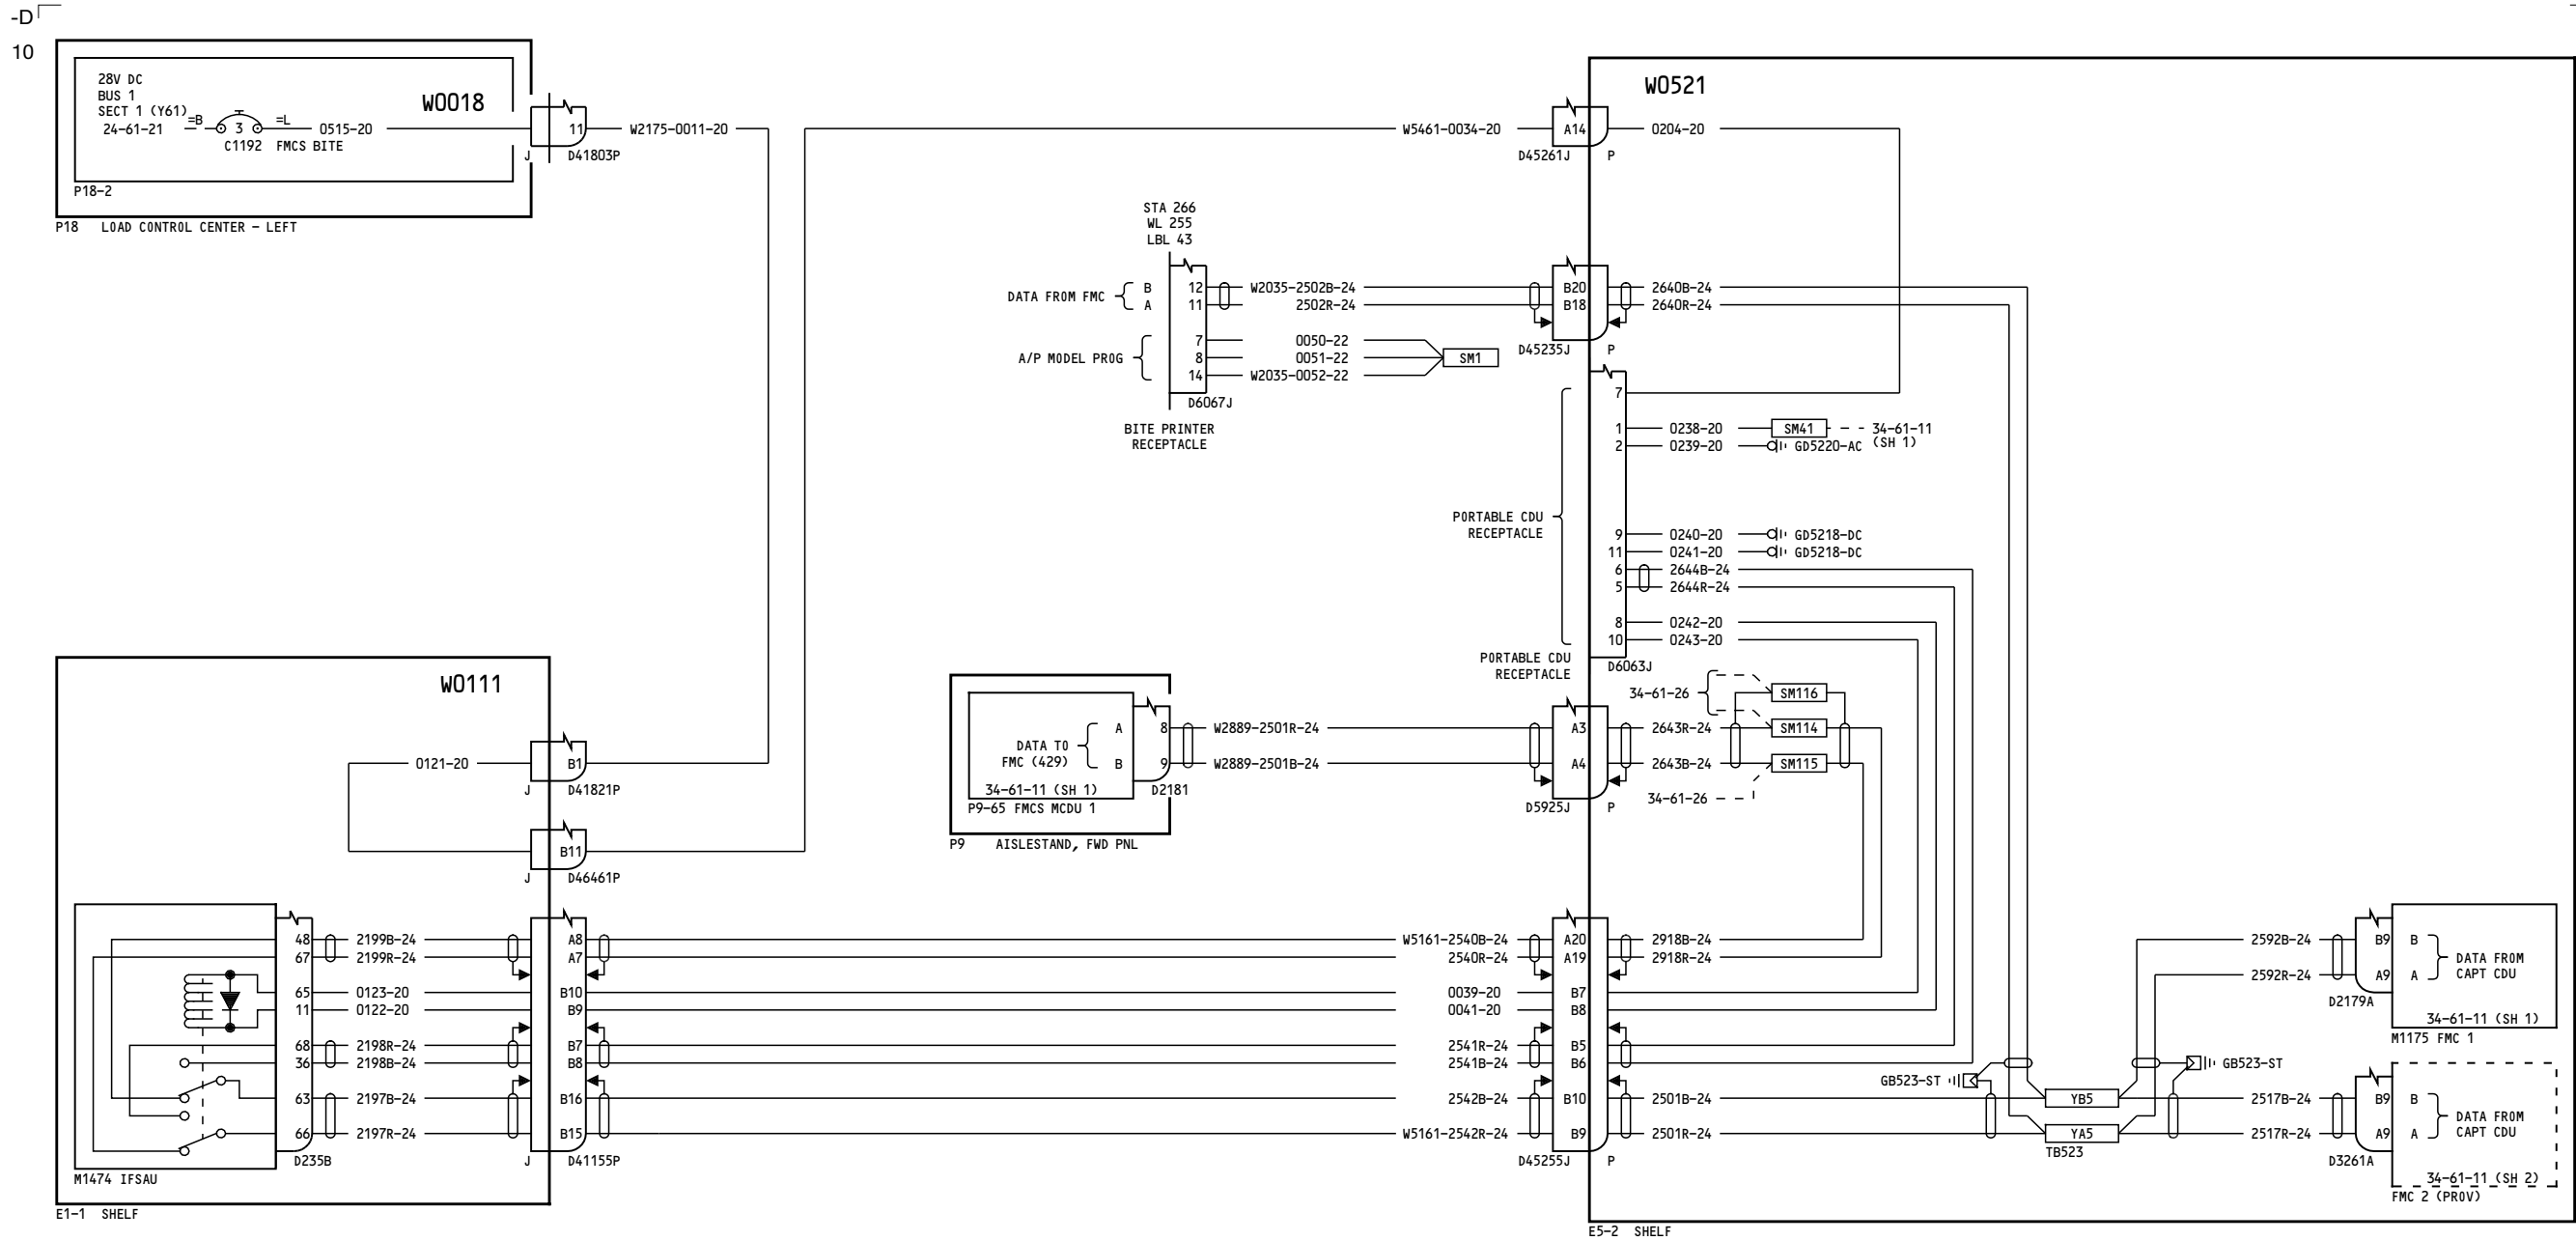 -D
10
28V DC
BUS 1
SECT 1 (Y61)
24-61-21
=B
3
=L
0515-20
C1192 FMCS BITE
W0018
P18-2
P18 LOAD CONTROL CENTER - LEFT
11
J
D41803P
W2175-0011-20
W5461-0034-20
A14
D45261J
P
W0521
0204-20
STA 266
WL 255
LBL 43
DATA FROM FMC
B
A
12
11
W2035-2502B-24
2502R-24
B20
B18
2640B-24
2640R-24
D45235J
P
A/P MODEL PROG
7
8
14
0050-22
0051-22
W2035-0052-22
SM1
D6067J
BITE PRINTER
RECEPTACLE
PORTABLE CDU
RECEPTACLE
7
1
0238-20
SM41
34-61-11
(SH 1)
2
0239-20
GD5220-AC
9
0240-20
GD5218-DC
11
0241-20
GD5218-DC
6
2644B-24
5
2644R-24
8
0242-20
10
0243-20
D6063J
PORTABLE CDU
RECEPTACLE
W0111
0121-20
B1
J
D41821P
B11
J
D46461P
DATA TO
FMC (429)
A
B
8
9
34-61-11 (SH 1)
D2181
P9-65 FMCS MCDU 1
P9 AISLESTAND, FWD PNL
W2889-2501R-24
W2889-2501B-24
A3
A4
D5925J
P
2643R-24
2643B-24
34-61-26
SM116
SM114
SM115
34-61-26
48
2199B-24
A8
W5161-2540B-24
A20
2918B-24
67
2199R-24
A7
2540R-24
A19
2918R-24
65
0123-20
B10
0039-20
B7
11
0122-20
B9
0041-20
B8
68
2198R-24
B7
2541R-24
B5
36
2198B-24
B8
2541B-24
B6
63
2197B-24
B16
2542B-24
B10
2501B-24
66
2197R-24
B15
W5161-2542R-24
B9
2501R-24
D235B
J
D41155P
D45255J
P
M1474 IFSAU
E1-1 SHELF
GB523-ST
GB523-ST
YB5
YA5
TB523
2592B-24
B9
B
2592R-24
A9
A
DATA FROM
CAPT CDU
D2179A
34-61-11 (SH 1)
M1175 FMC 1
2517B-24
B9
B
2517R-24
A9
A
DATA FROM
CAPT CDU
D3261A
34-61-11 (SH 2)
FMC 2 (PROV)
E5-2 SHELF